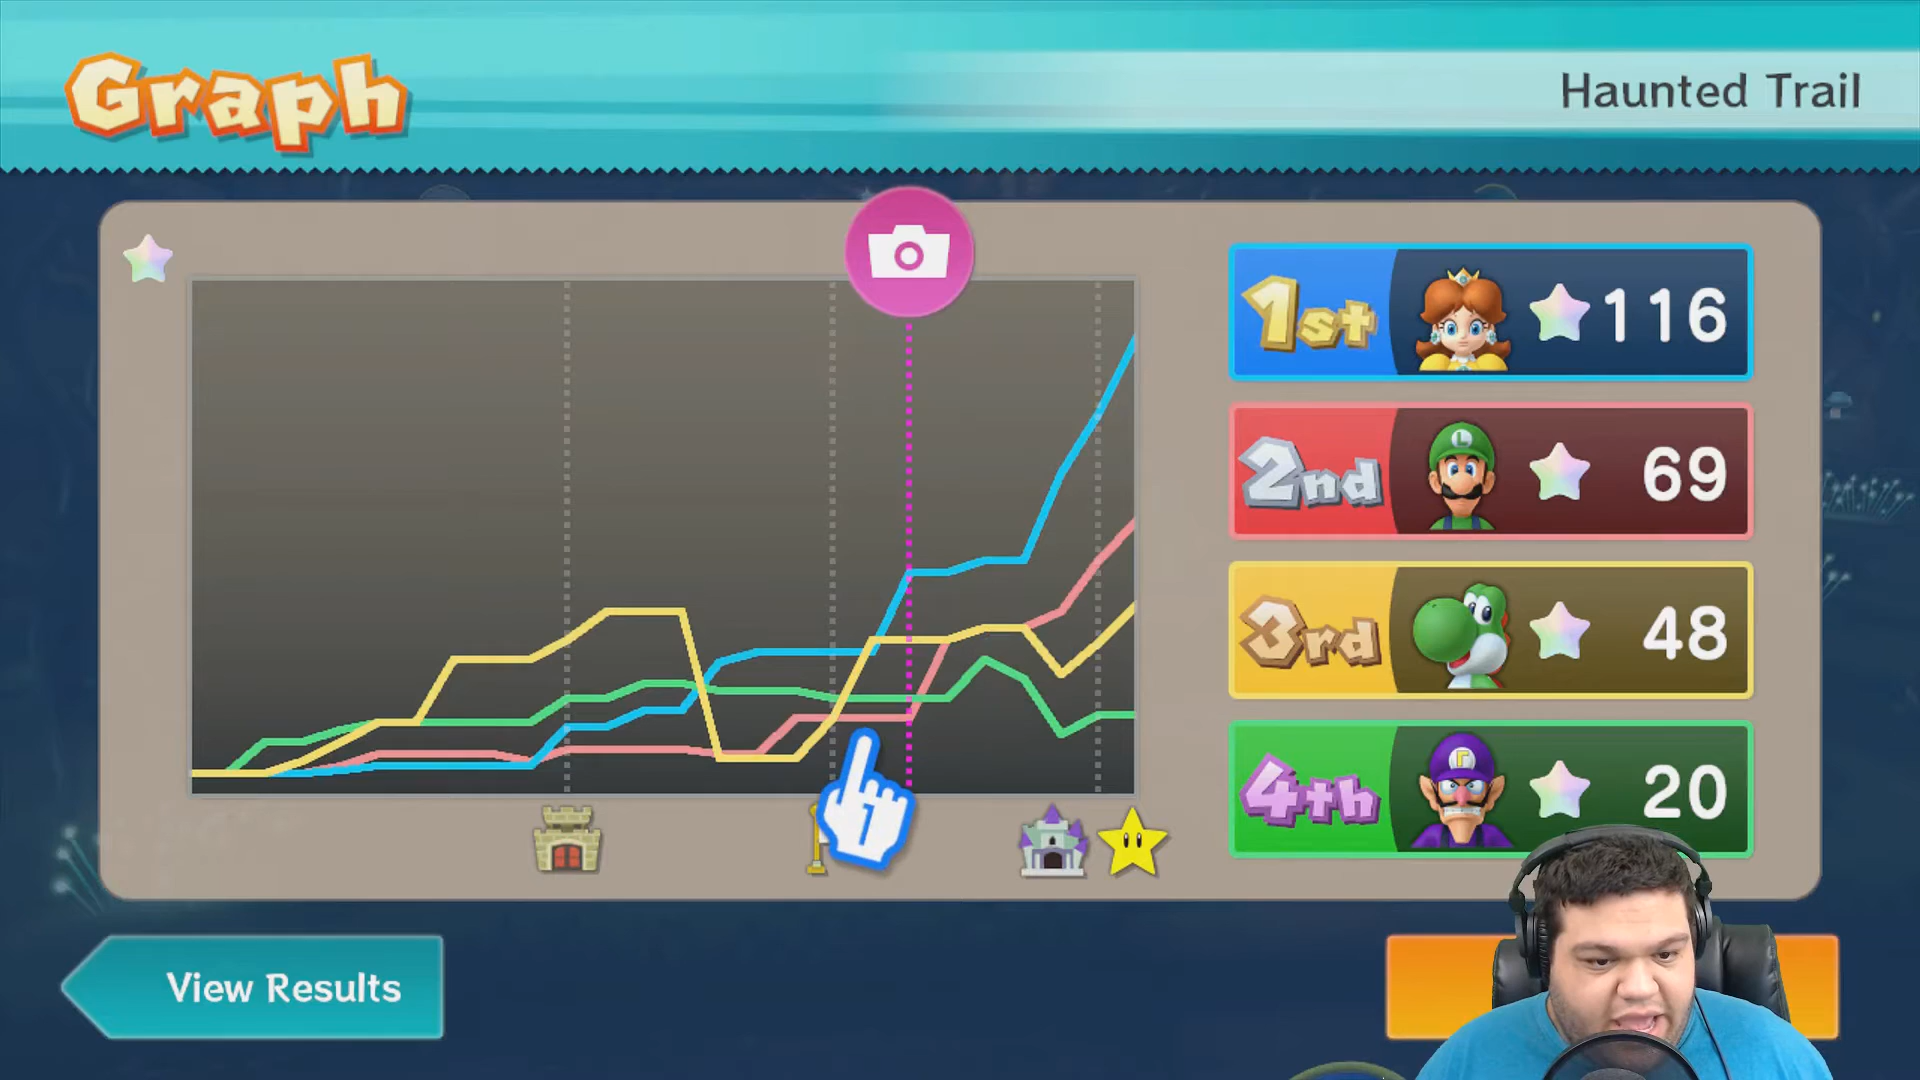 Graph
Haunted Trail
1st 116
2nd 69
3rd 48
4th 20
View Results